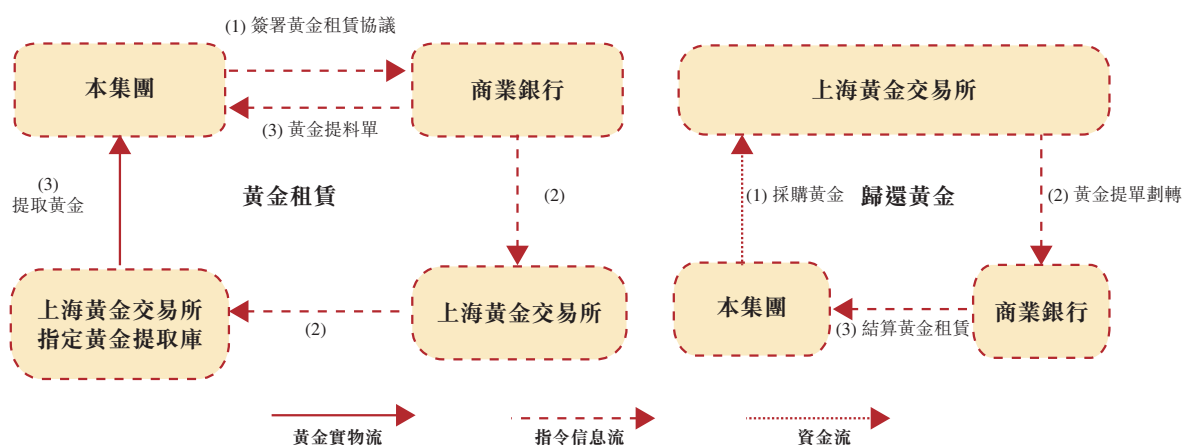 (1) 簽署黃金租賃協議
本集團
商業銀行
(3) 黃金提料單
(3)
提取黃金
黃金租賃
(2)
上海黃金交易所
指定黃金提取庫
(2)
上海黃金交易所
上海黃金交易所
(1) 採購黃金
歸還黃金
(2) 黃金提單劃轉
本集團
(3) 結算黃金租賃
商業銀行
黃金實物流
指令信息流
資金流